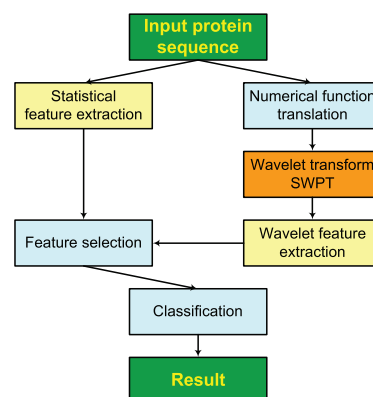 Input protein
sequence
Statistical
feature extraction
Numerical function
translation
Wavelet transform
SWPT
Wavelet feature
extraction
Feature selection
Classification
Result